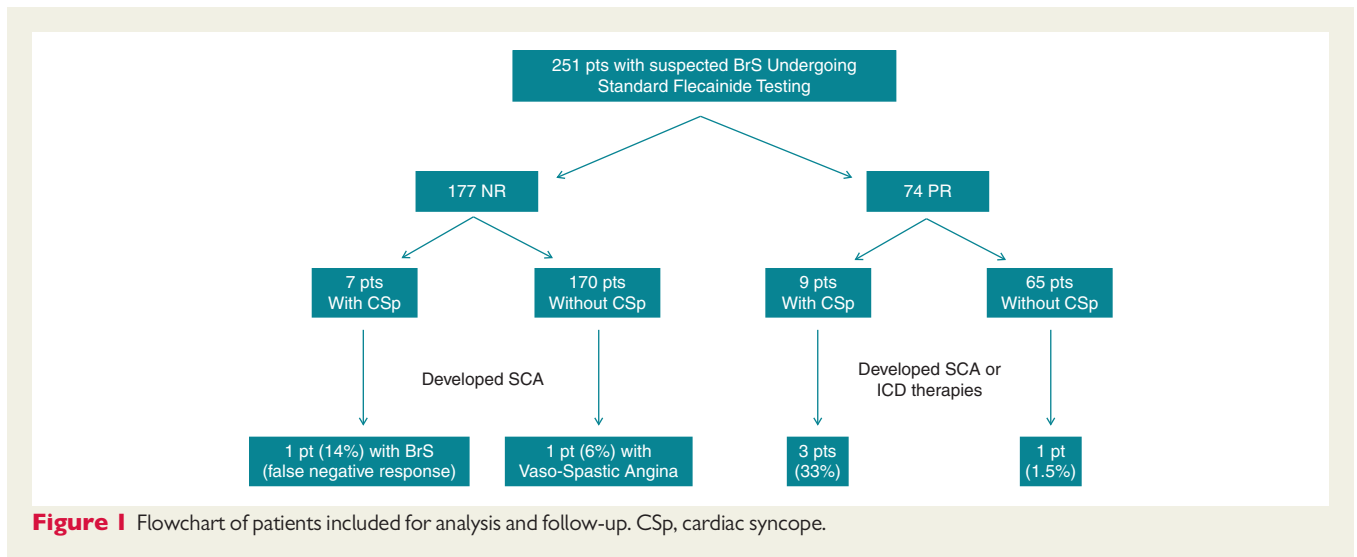 251 pts with suspected BrS Undergoing
Standard Flecainide Testing
177 NR
74 PR
7 pts
With CSp
170 pts
Without CSp
9 pts
With CSp
65 pts
Without CSp
Developed SCA
Developed SCA or
ICD therapies
1 pt (14%) with BrS
(false negative response)
1 pt (6%) with
Vaso-Spastic Angina
3 pts
(33%)
1 pt
(1.5%)
Figure 1 Flowchart of patients included for analysis and follow-up. CSp, cardiac syncope.